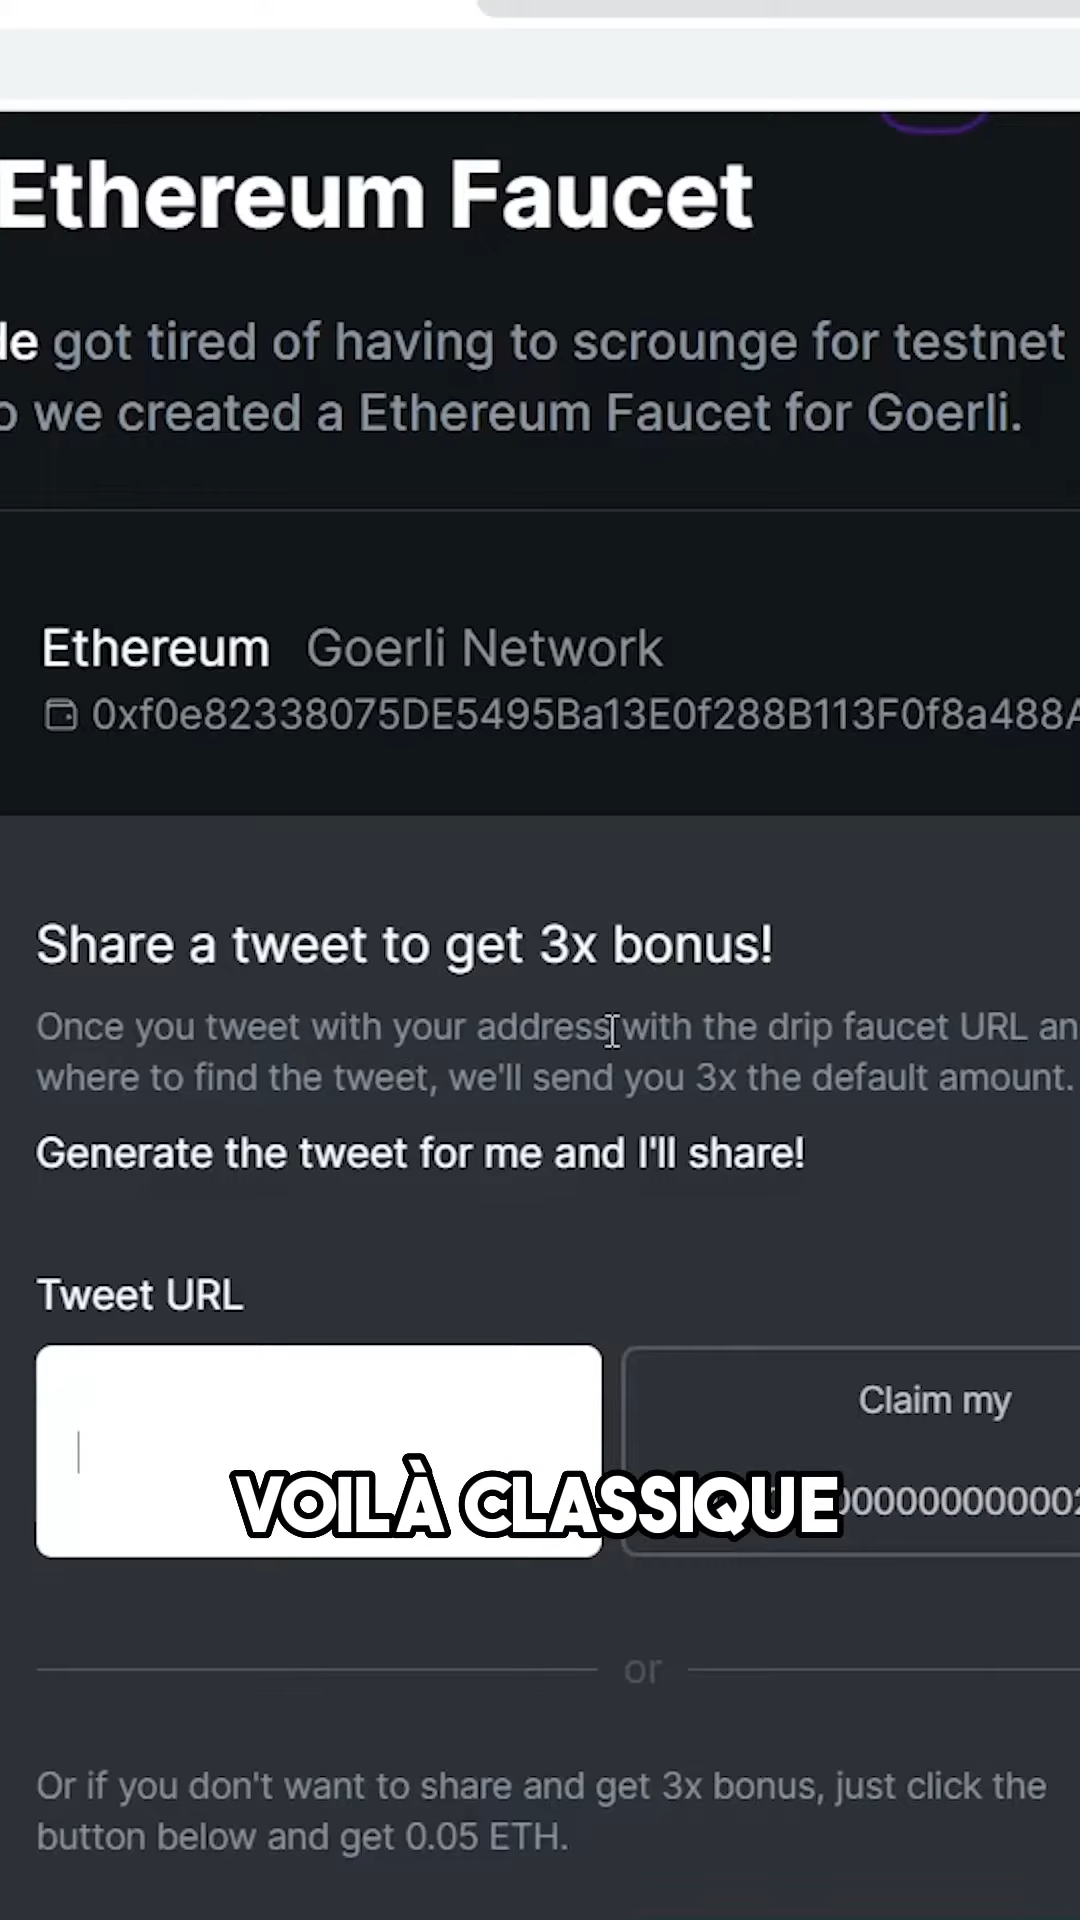 Ethereum Faucet
got tired of having to scrounge for testnet
we created a Ethereum Faucet for Goerli.
Ethereum Goerli Network
0xf0e82338075DE5495Ba13E0f288B113F0f8a488A
Share a tweet to get 3x bonus!
Once you tweet with your address with the drip faucet URL an
where to find the tweet, we'll send you 3x the default amount.
Generate the tweet for me and I'll share!
Tweet URL
Claim my
VOILÀ CLASSIQUE
or
Or if you don't want to share and get 3x bonus, just click the
button below and get 0.05 ETH.